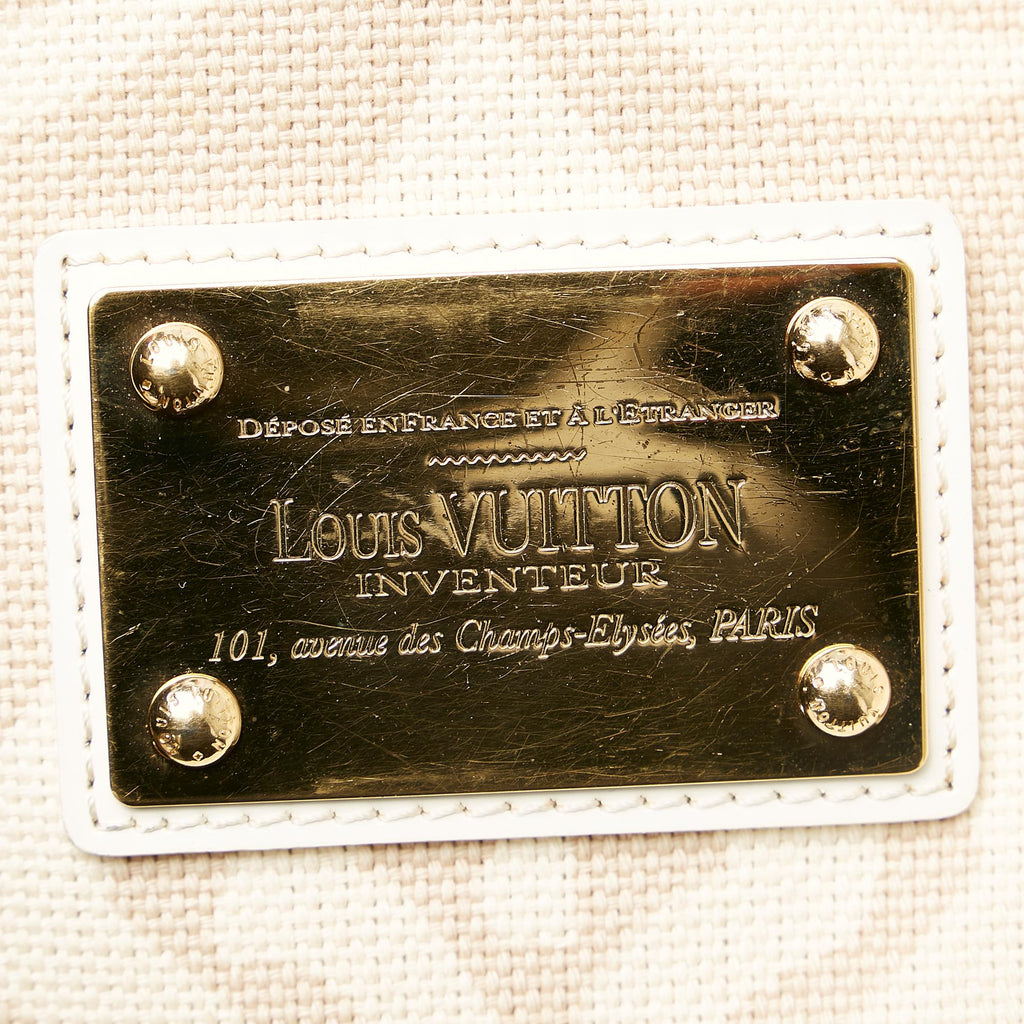 DÉPOSÉ ENFRANCE ET À L'ETRANGER
LOUIS VUITTON
INVENTEUR
101, avenue des Champs-Elysées, PARIS